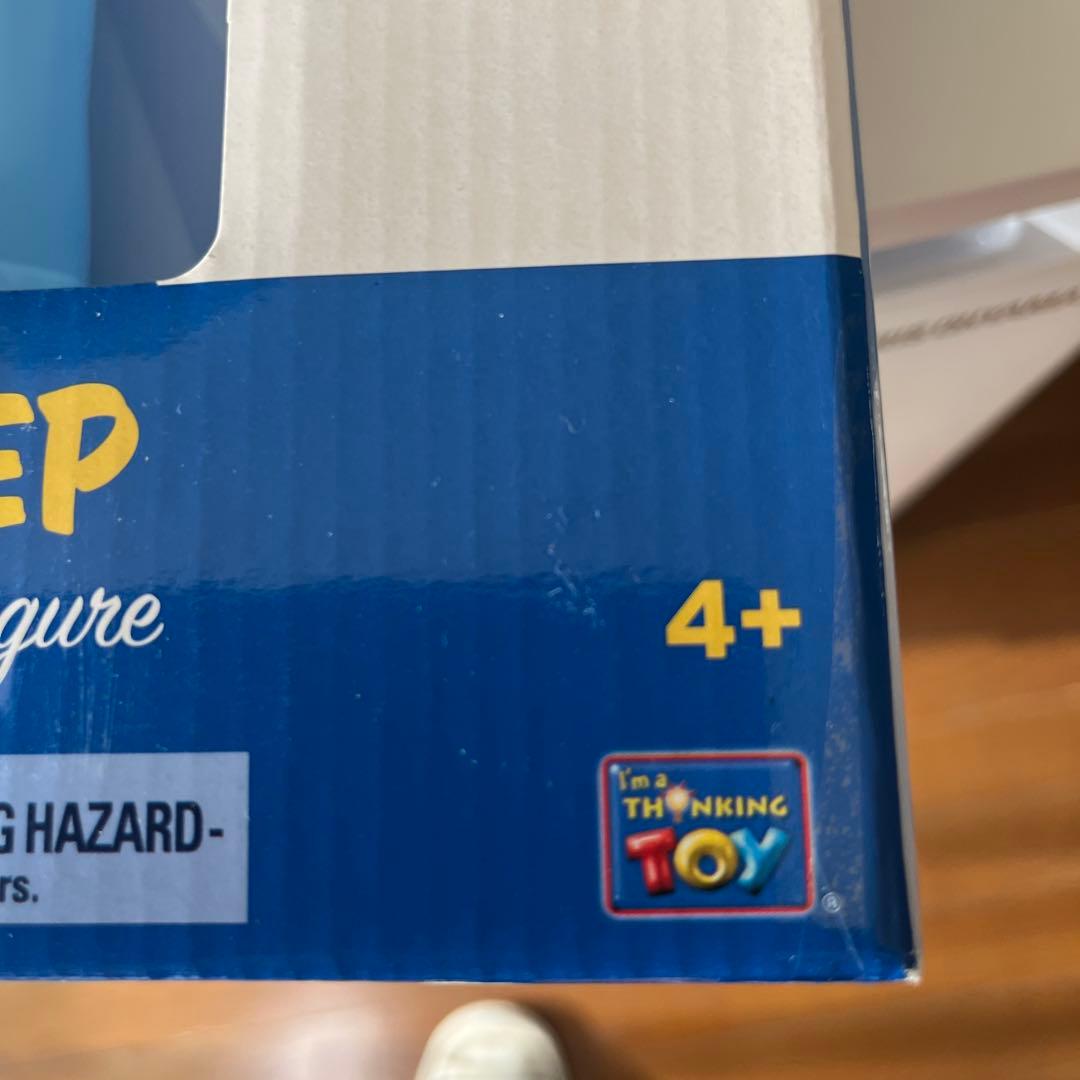 EP
gure
4+
G HAZARD-
rs.
I'm a
THINKING
TOY
®